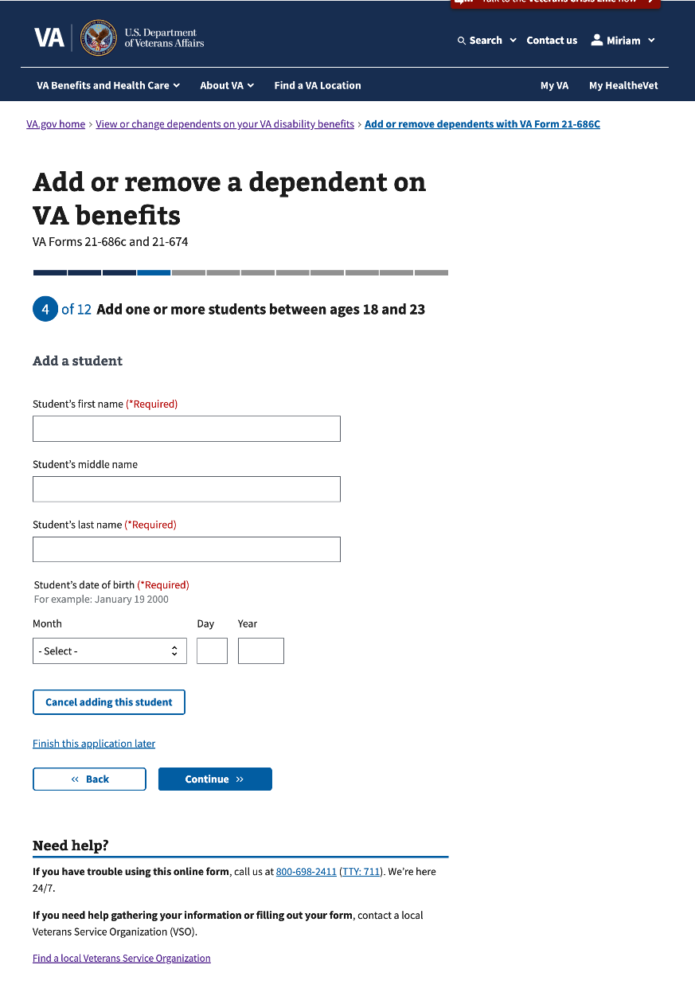 Talk to the Veterans Crisis Line now
VA
U.S. Department
of Veterans Affairs
Search
Contact us
Miriam
VA Benefits and Health Care
About VA
Find a VA Location
My VA
My HealtheVet
VA.gov home › View or change dependents on your VA disability benefits › Add or remove dependents with VA Form 21-686C
Add or remove a dependent on
VA benefits
VA Forms 21-686c and 21-674
4 of 12 Add one or more students between ages 18 and 23
Add a student
Student’s first name (*Required)
Student’s middle name
Student’s last name (*Required)
Student’s date of birth (*Required)
For example: January 19 2000
Month Day Year
- Select -
Cancel adding this student
Finish this application later
« Back
Continue »
Need help?
If you have trouble using this online form, call us at 800-698-2411 (TTY: 711). We’re here
24/7.
If you need help gathering your information or filling out your form, contact a local
Veterans Service Organization (VSO).
Find a local Veterans Service Organization